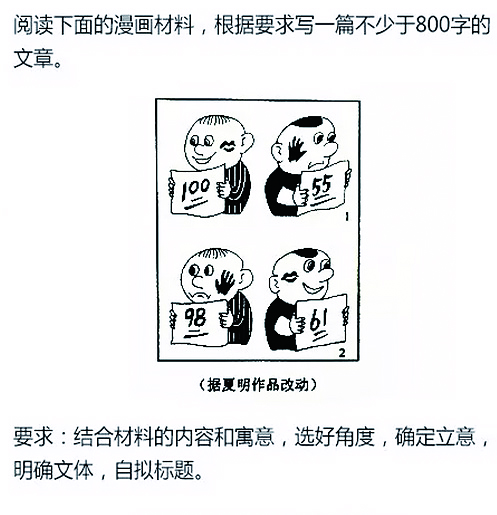 阅读下面的漫画材料，根据要求写一篇不少于800字的
文章。
100
55
1
98
61
2
（据夏明作品改动）
要求：结合材料的内容和寓意，选好角度，确定立意，
明确文体，自拟标题。